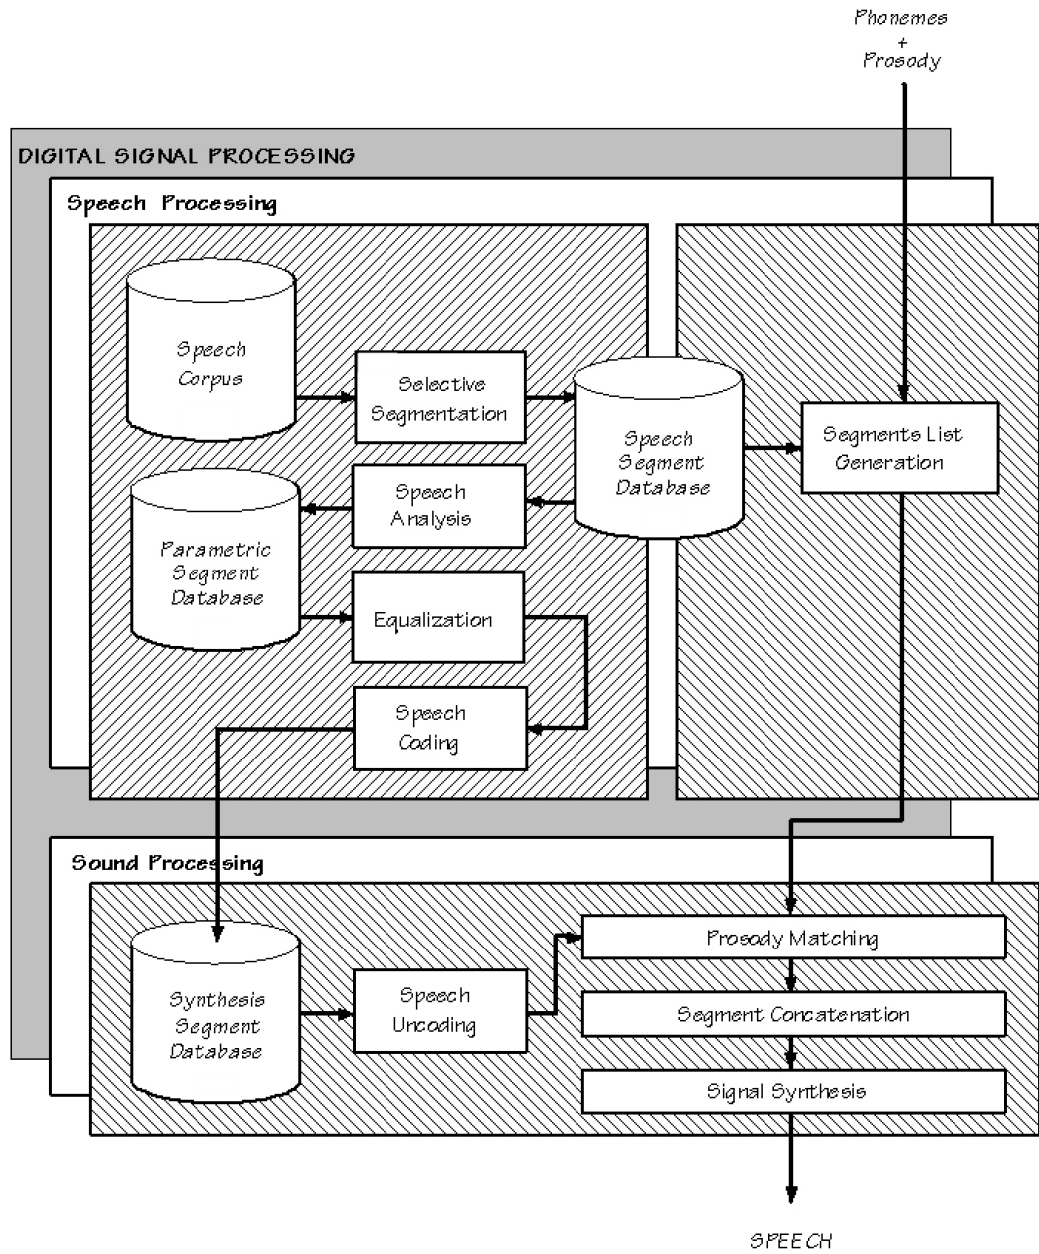 Phonemes
+
Prosody
DIGITAL SIGNAL PROCESSING
Speech Processing
Speech
Corpus
Selective
Segmentation
Speech
Segment
Database
Segments List
Generation
Speech
Analysis
Parametric
Segment
Database
Equalization
Speech
Coding
Sound Processing
Synthesis
Segment
Database
Speech
Uncoding
Prosody Matching
Segment Concatenation
Signal Synthesis
SPEECH